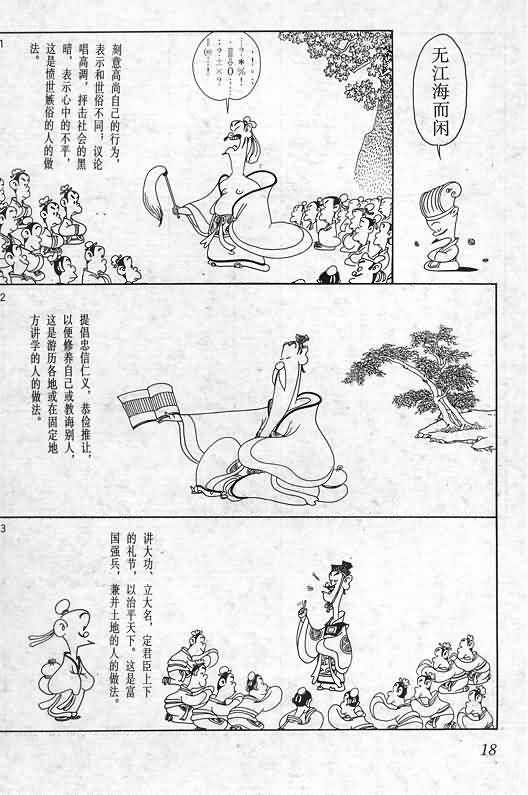 无江海而闲
1
刻意高尚自己的行为，
表示和世俗不同；议论
唱高调，抨击社会的黑
暗，表示心中的不平，
这是愤世嫉俗的人的做
法。
·!。
…?*%!
·≡§0……
?±×?
(≡)!
2
提倡忠信仁义，恭俭推让，
以便修养自己或教诲别人，
这是游历各地或在固定地
方讲学的人的做法。
3
讲大功、立大名，定君臣上下
的礼节，以治平天下。这是富
国强兵，兼并土地的人的做法。
18